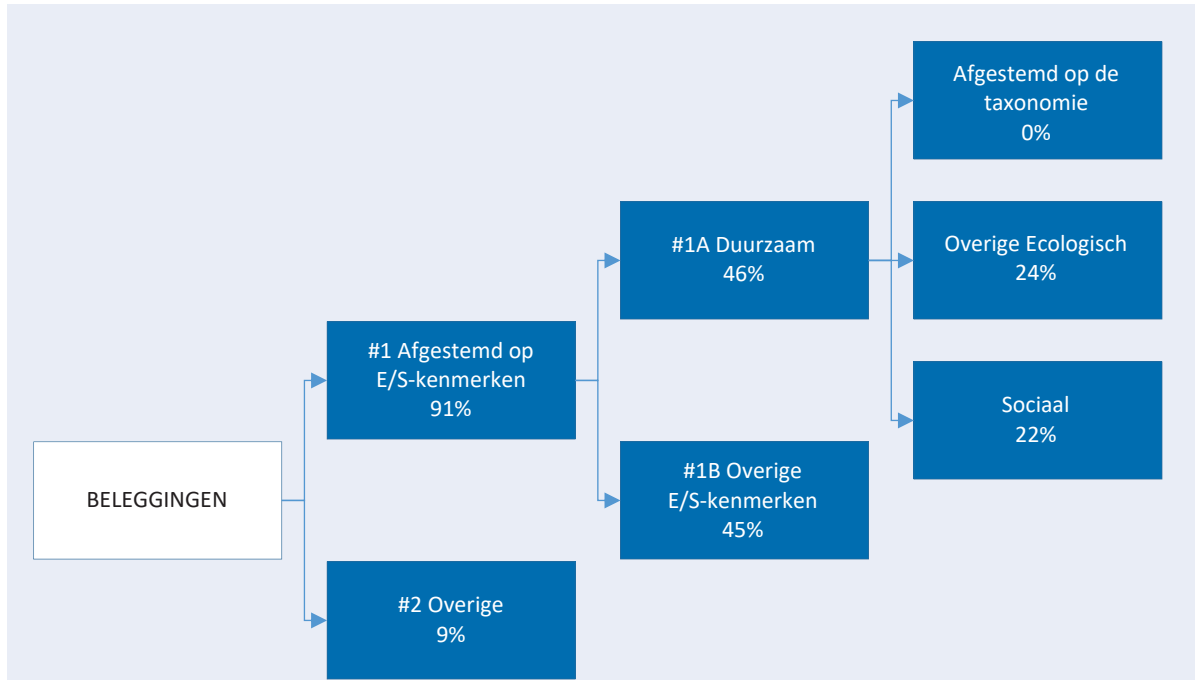 BELEGGINGEN
#1 Afgestemd op
E/S-kenmerken
91%
#2 Overige
9%
#1A Duurzaam
46%
#1B Overige
E/S-kenmerken
45%
Afgestemd op de
taxonomie
0%
Overige Ecologisch
24%
Sociaal
22%